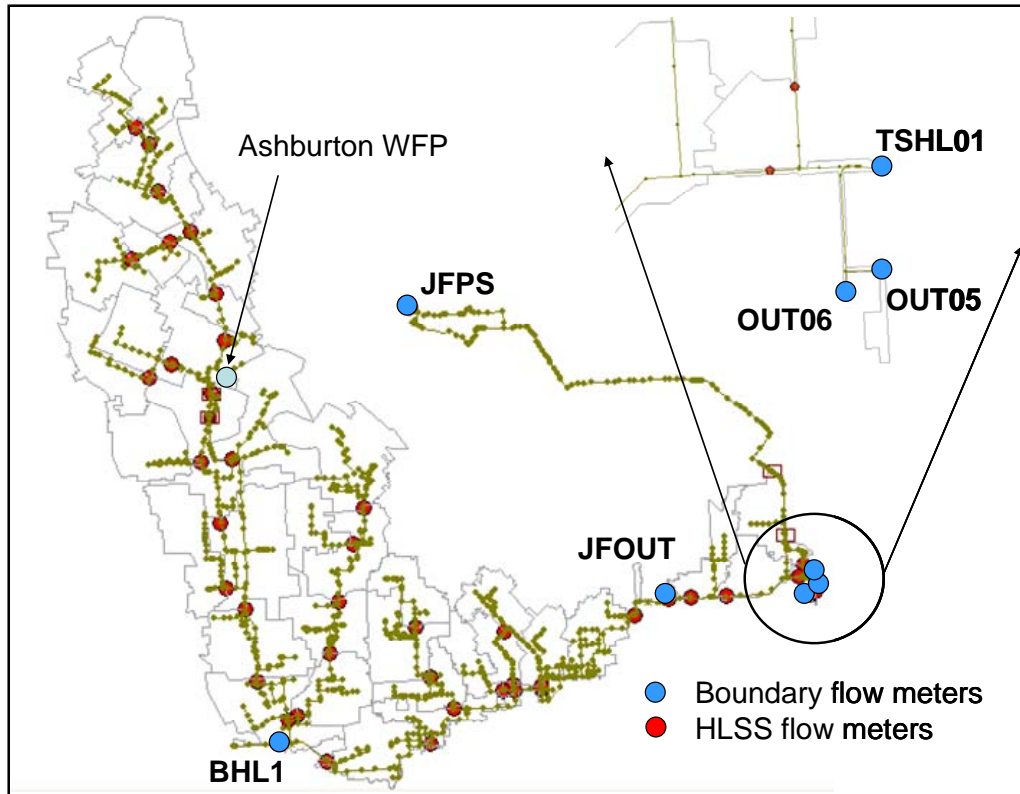 TSHL01
Ashburton WFP
JFPS
OUT05
OUT06
JFOUT
Boundary flow meters
HLSS flow meters
BHL1